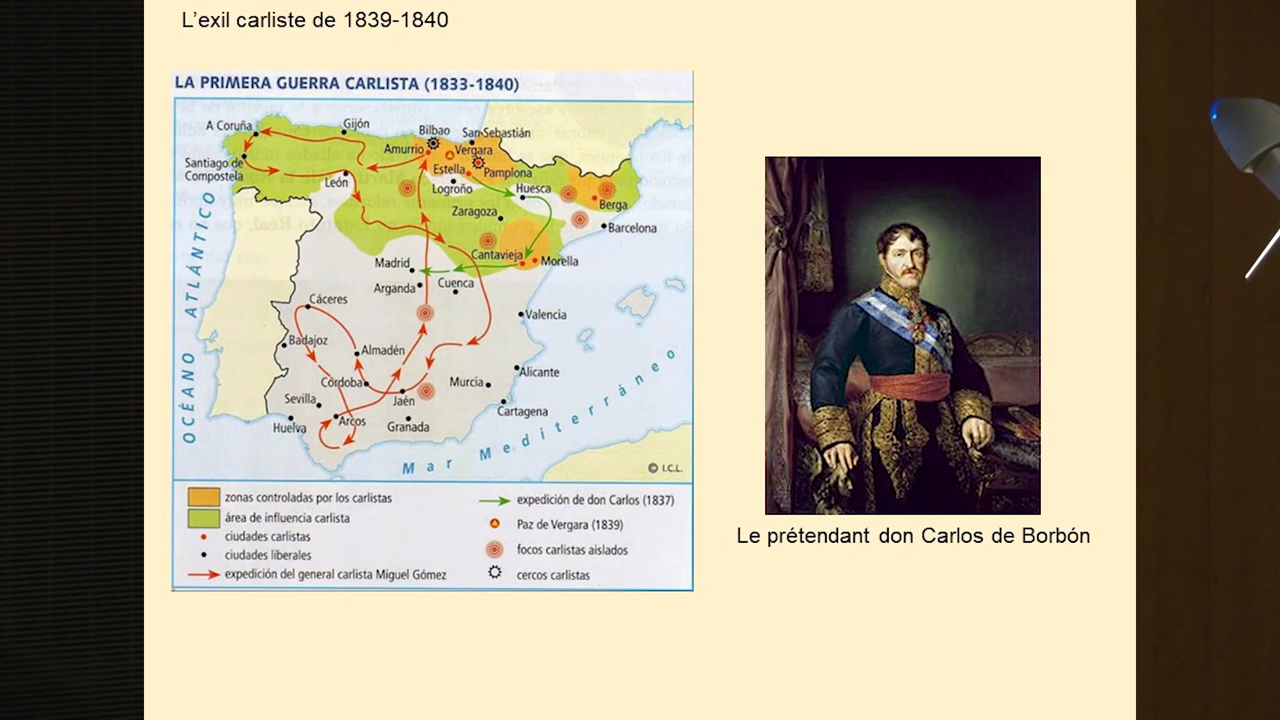 L'exil carliste de 1839-1840
LA PRIMERA GUERRA CARLISTA (1833-1840)
A Coruña
Gijón
Bilbao
San Sebastián
Amurrio
Vergara
Santiago de
Compostela
Estella
Pamplona
León
Logroño
Huesca
Berga
Zaragoza
Barcelona
Cantavieja
Morella
Madrid
Arganda
Cuenca
OCÉANO ATLÁNTICO
Cáceres
Valencia
Badajoz
Almadén
Córdoba
Murcia
Alicante
Sevilla
Jaén
Cartagena
Huelva
Arcos
Granada
Mar Mediterráneo
© I.C.L.
zonas controladas por los carlistas
área de influencia carlista
ciudades carlistas
ciudades liberales
expedición del general carlista Miguel Gómez
expedición de don Carlos (1837)
Paz de Vergara (1839)
focos carlistas aislados
cercos carlistas
Le prétendant don Carlos de Borbón